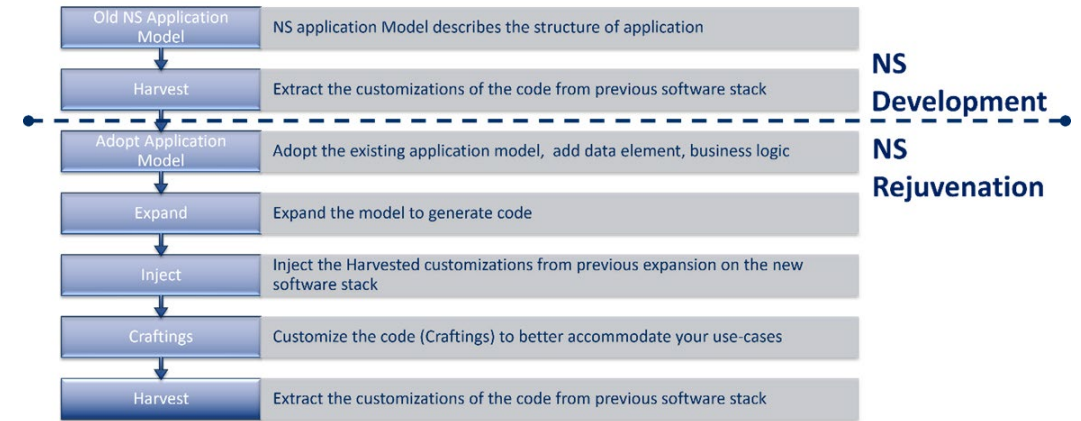 Old NS Application
Model
NS application Model describes the structure of application
NS
Development
Harvest
Extract the customizations of the code from previous software stack
Adopt Application
Model
Adopt the existing application model, add data element, business logic
NS
Rejuvenation
Expand
Expand the model to generate code
Inject
Inject the Harvested customizations from previous expansion on the new
software stack
Craftings
Customize the code (Craftings) to better accommodate your use-cases
Harvest
Extract the customizations of the code from previous software stack